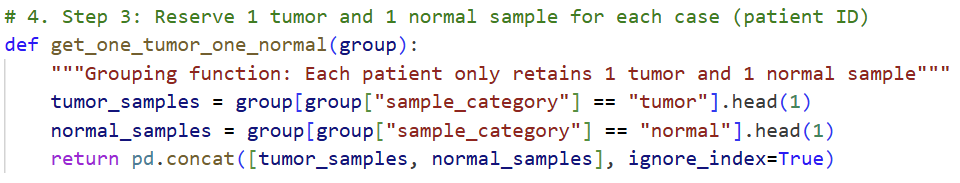 # 4. Step 3: Reserve 1 tumor and 1 normal sample for each case (patient ID)
def get_one_tumor_one_normal(group):
    """Grouping function: Each patient only retains 1 tumor and 1 normal sample"""
    tumor_samples = group[group["sample_category"] == "tumor"].head(1)
    normal_samples = group[group["sample_category"] == "normal"].head(1)
    return pd.concat([tumor_samples, normal_samples], ignore_index=True)